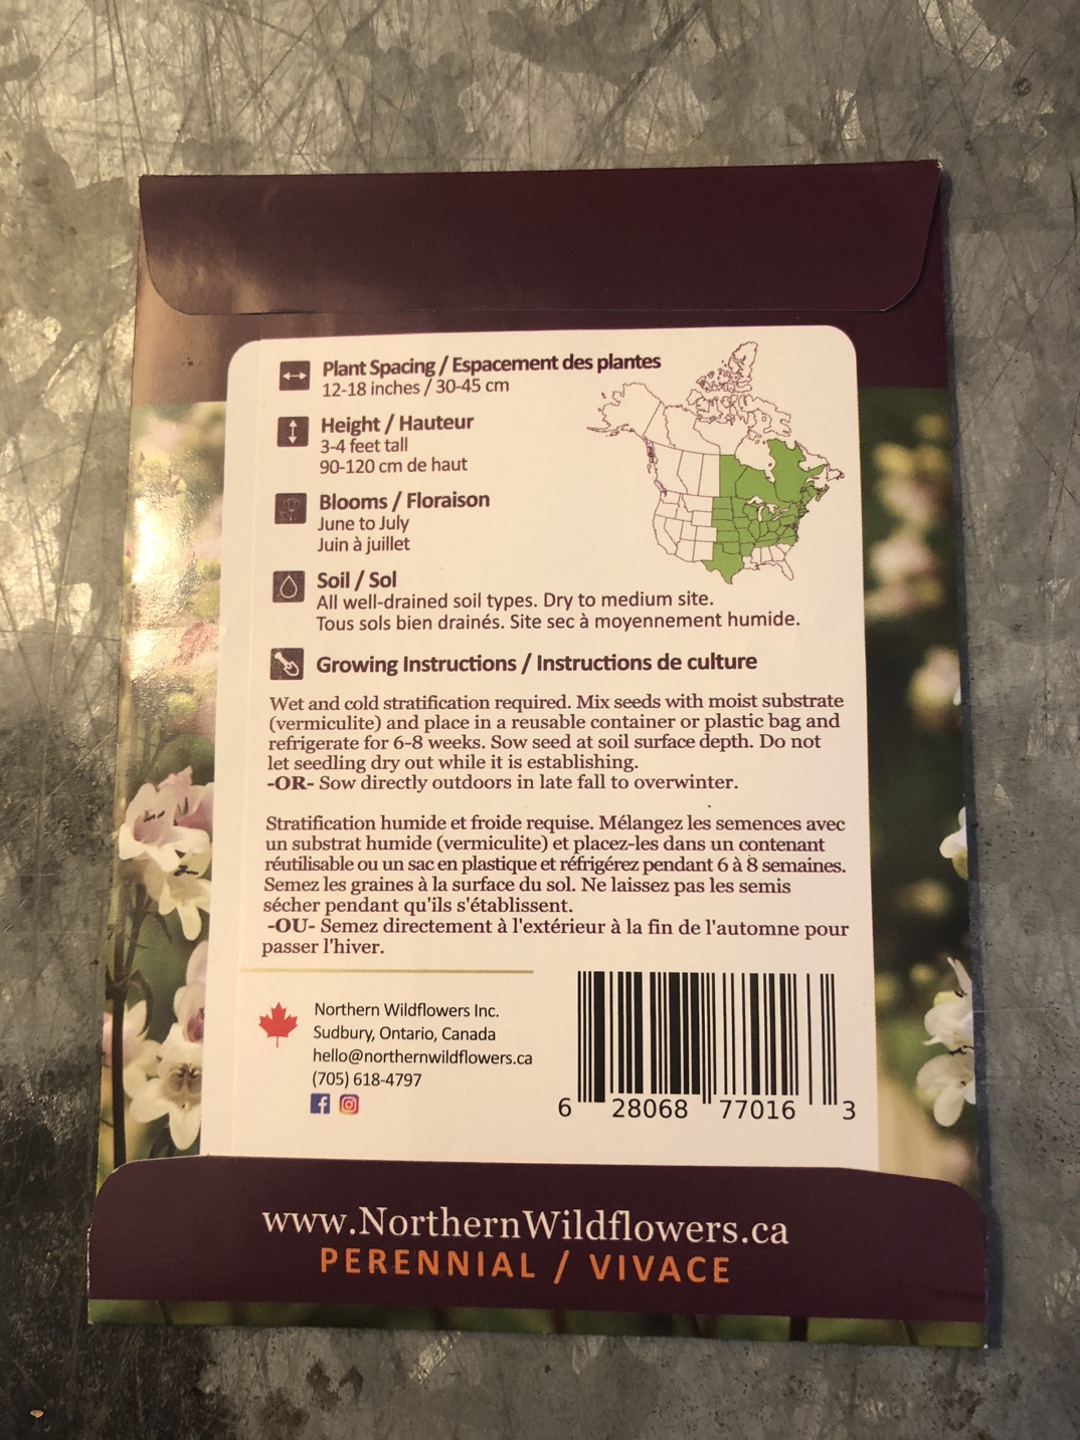 Plant Spacing / Espacement des plantes
12-18 inches / 30-45 cm
Height / Hauteur
3-4 feet tall
90-120 cm de haut
Blooms / Floraison
June to July
Juin à juillet
Soil / Sol
All well-drained soil types. Dry to medium site.
Tous sols bien drainés. Site sec à moyennement humide.
Growing Instructions / Instructions de culture
Wet and cold stratification required. Mix seeds with moist substrate
(vermiculite) and place in a reusable container or plastic bag and
refrigerate for 6-8 weeks. Sow seed at soil surface depth. Do not
let seedling dry out while it is establishing.
-OR- Sow directly outdoors in late fall to overwinter.
Stratification humide et froide requise. Mélangez les semences avec
un substrat humide (vermiculite) et placez-les dans un contenant
réutilisable ou un sac en plastique et réfrigérez pendant 6 à 8 semaines.
Semez les graines à la surface du sol. Ne laissez pas les semis
sécher pendant qu'ils s'établissent.
-OU- Semez directement à l'extérieur à la fin de l'automne pour
passer l'hiver.
Northern Wildflowers Inc.
Sudbury, Ontario, Canada
hello@northernwildflowers.ca
(705) 618-4797
6 28068 77016 3
www.NorthernWildflowers.ca
PERENNIAL / VIVACE